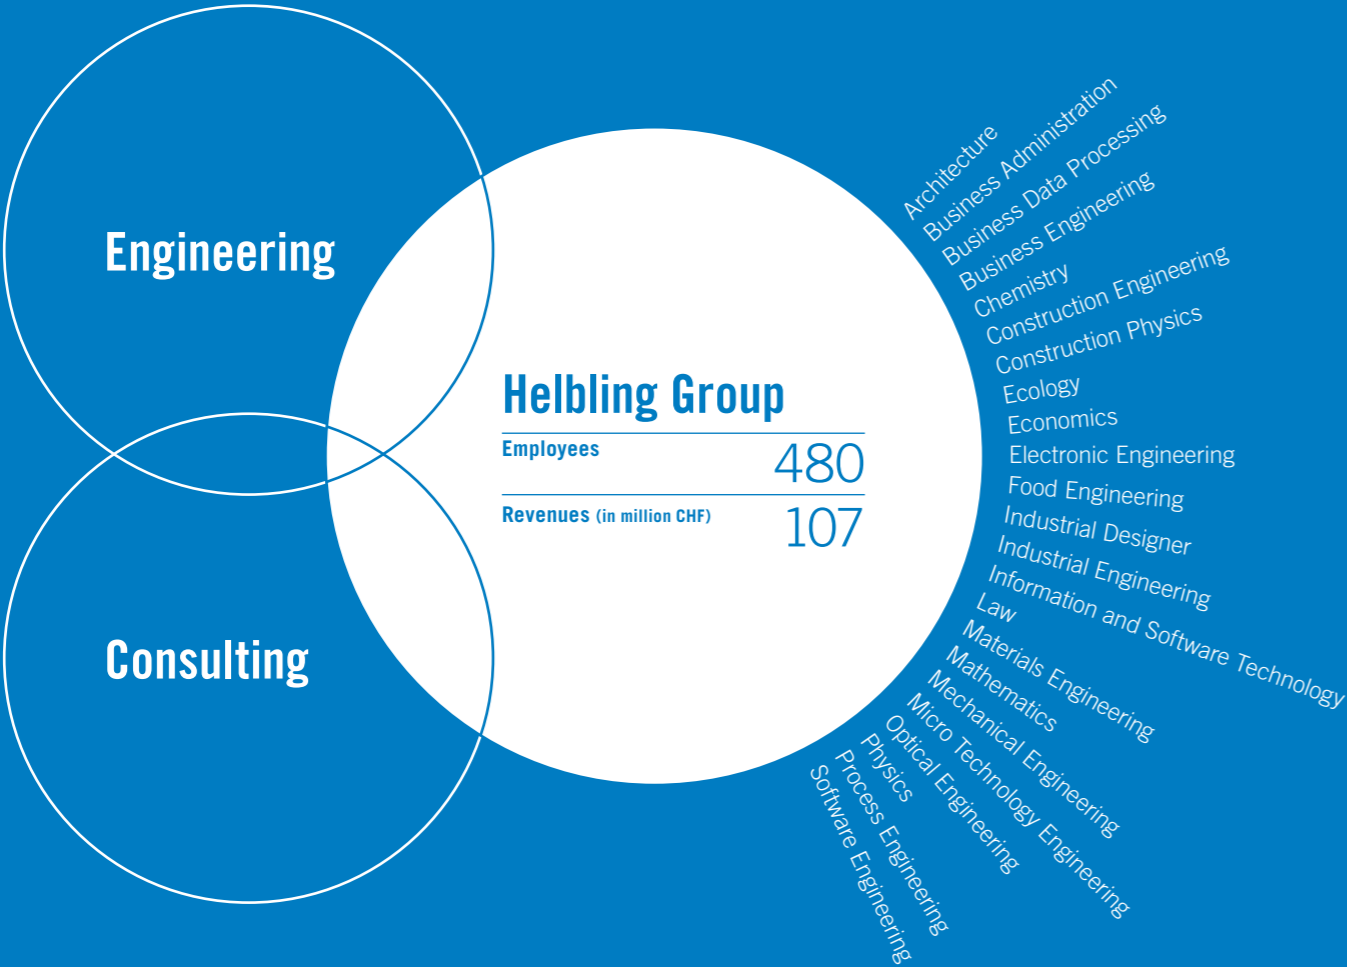 Engineering
Consulting
Helbling Group
Employees 480
Revenues (in million CHF) 107
Architecture
Business Administration
Business Data Processing
Business Engineering
Chemistry
Construction Engineering
Construction Physics
Ecology
Economics
Electronic Engineering
Food Engineering
Industrial Designer
Industrial Engineering
Information and Software Technology
Law
Materials Engineering
Mathematics
Mechanical Engineering
Micro Technology Engineering
Optical Engineering
Physics
Process Engineering
Software Engineering